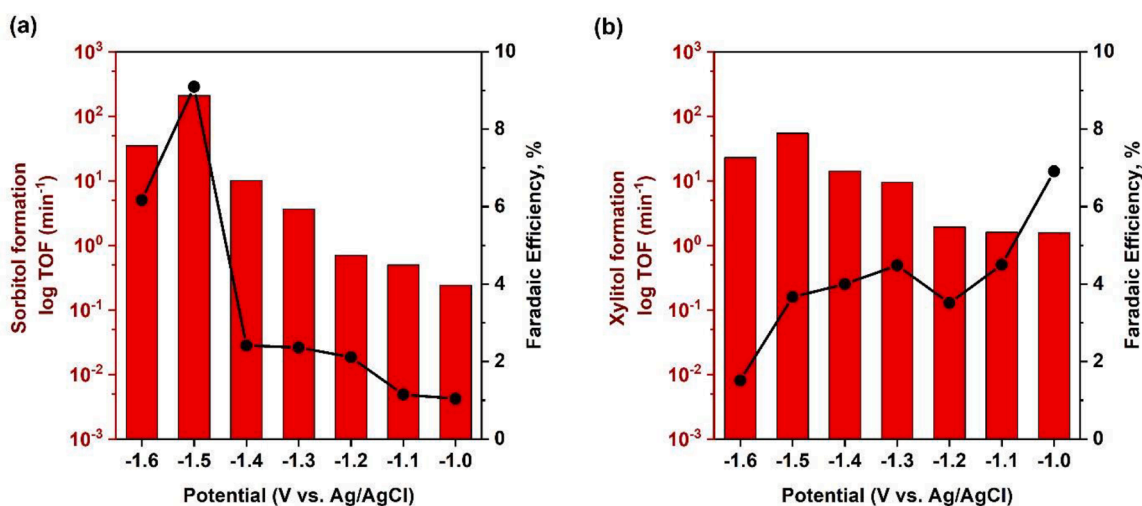 (a)
Sorbitol formation
log TOF (min⁻¹)
10³
10²
10¹
10⁰
10⁻¹
10⁻²
10⁻³
10
8
6
4
2
0
Faradaic Efficiency, %
-1.6 -1.5 -1.4 -1.3 -1.2 -1.1 -1.0
Potential (V vs. Ag/AgCl)
(b)
Xylitol formation
log TOF (min⁻¹)
10³
10²
10¹
10⁰
10⁻¹
10⁻²
10⁻³
10
8
6
4
2
0
Faradaic Efficiency, %
-1.6 -1.5 -1.4 -1.3 -1.2 -1.1 -1.0
Potential (V vs. Ag/AgCl)